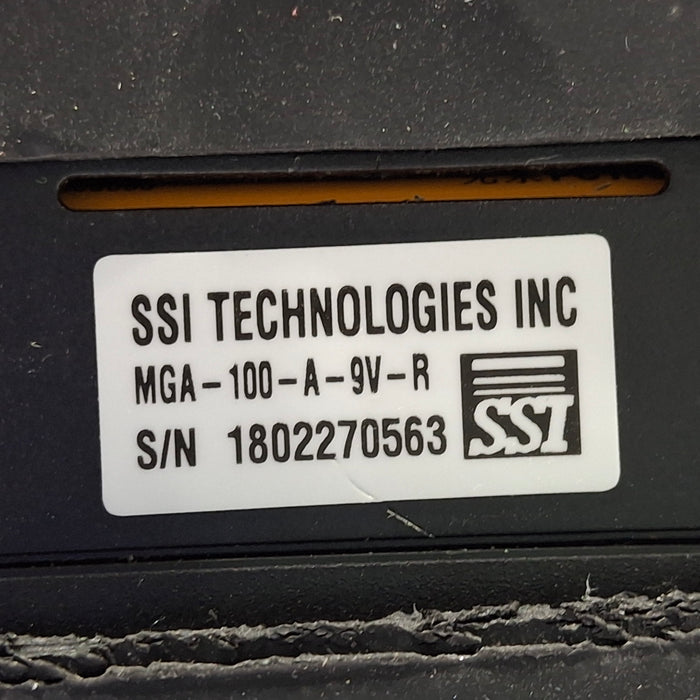 SSI TECHNOLOGIES INC
MGA-100-A-9V-R
S/N 1802270563
SSI